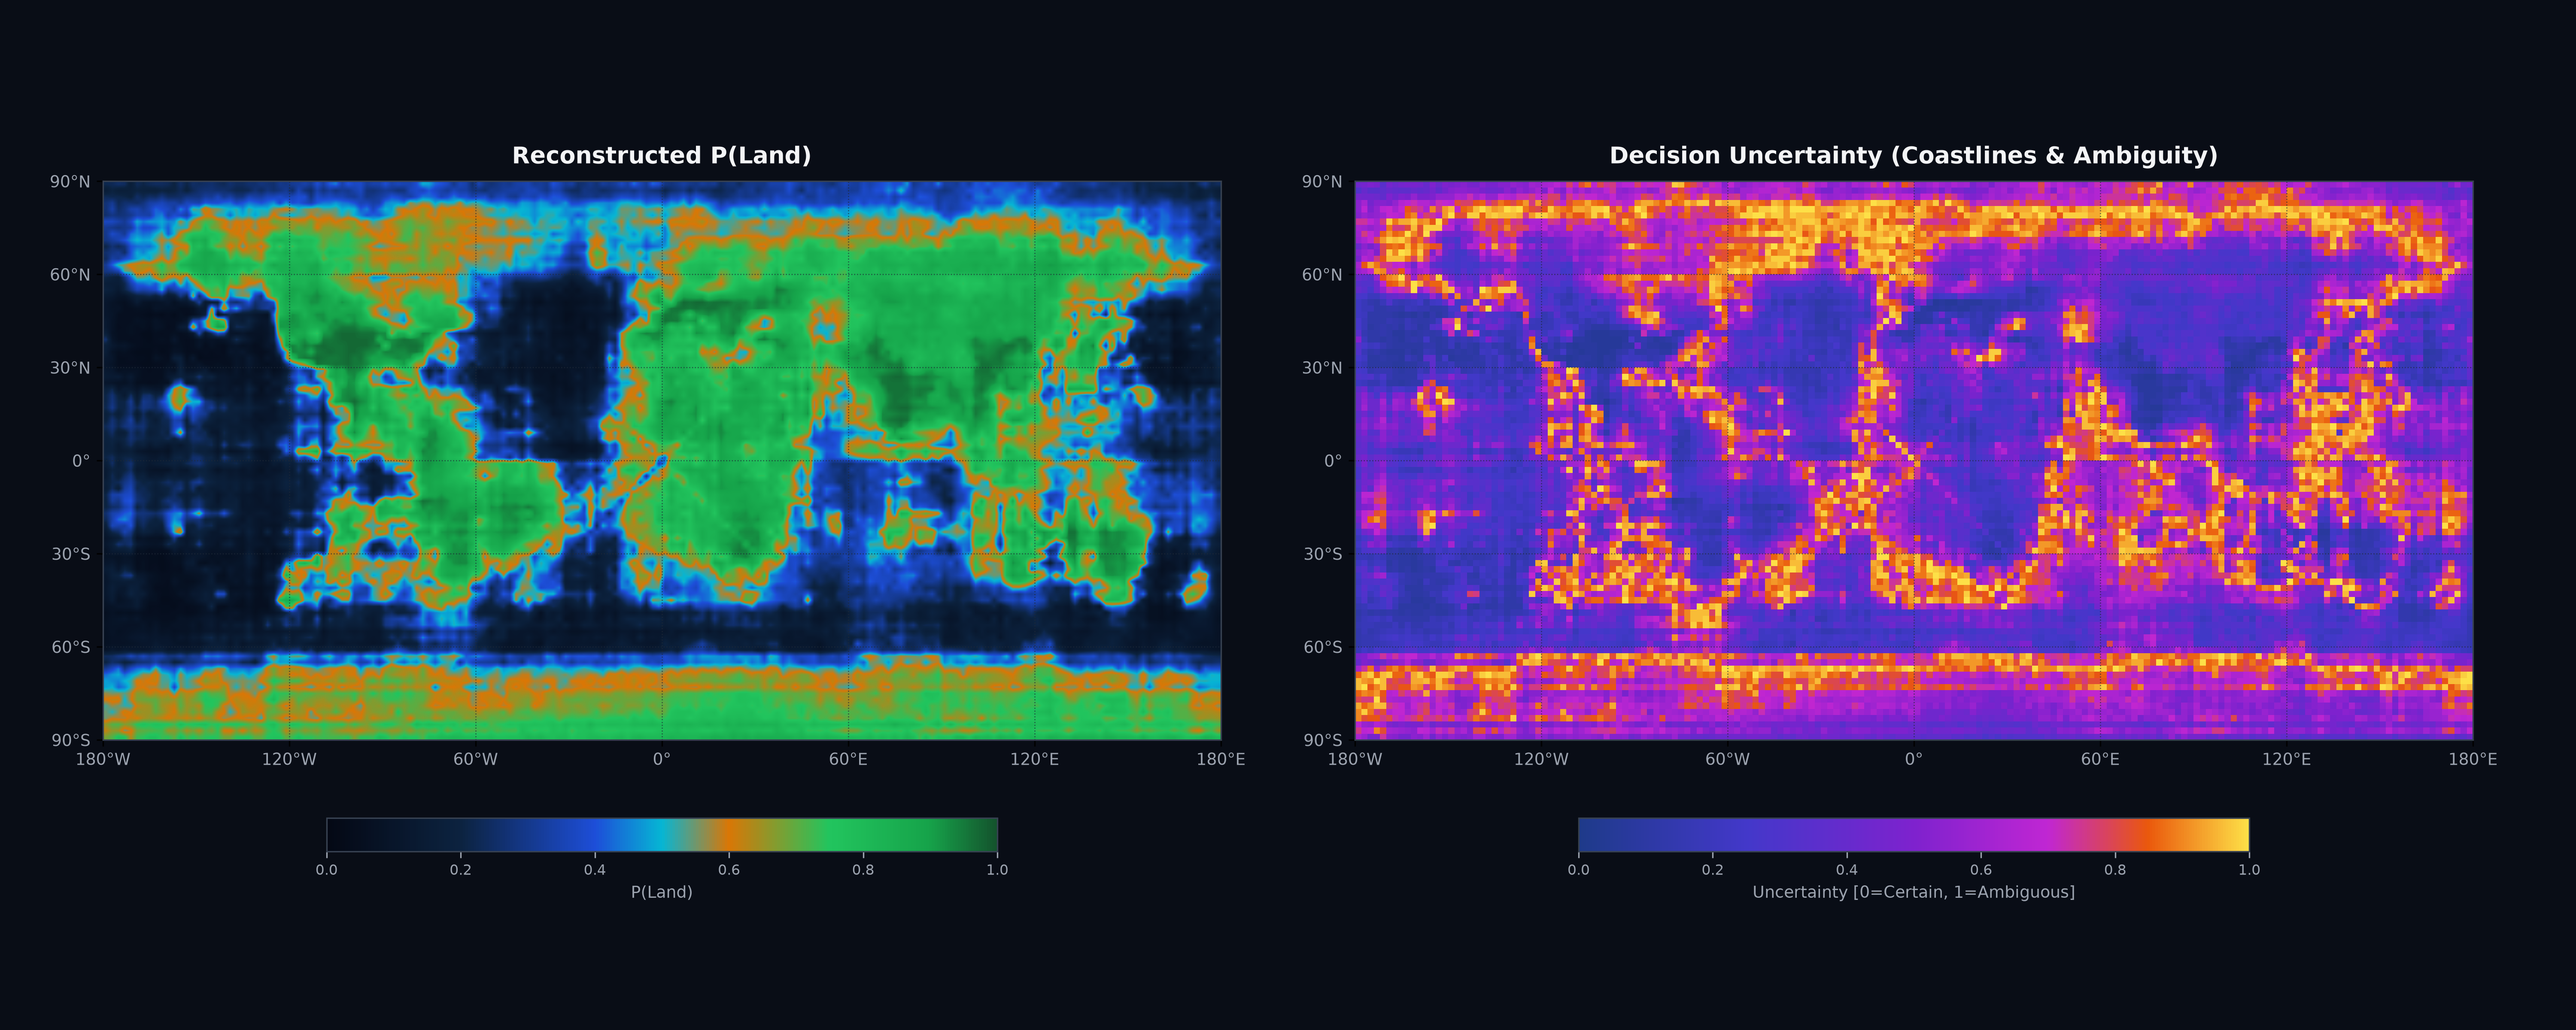 Reconstructed P(Land)
90°N
60°N
30°N
0°
30°S
60°S
90°S
180°W 120°W 60°W 0° 60°E 120°E 180°E
0.0 0.2 0.4 0.6 0.8 1.0
P(Land)
Decision Uncertainty (Coastlines & Ambiguity)
90°N
60°N
30°N
0°
30°S
60°S
90°S
180°W 120°W 60°W 0° 60°E 120°E 180°E
0.0 0.2 0.4 0.6 0.8 1.0
Uncertainty [0=Certain, 1=Ambiguous]